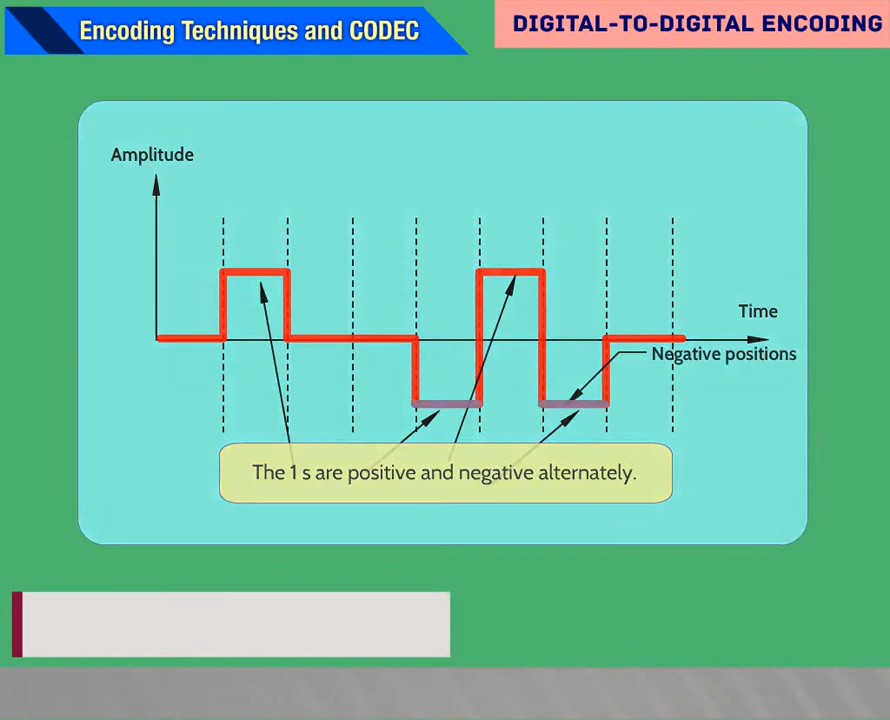 Encoding Techniques and CODEC
DIGITAL-TO-DIGITAL ENCODING
Amplitude
Time
Negative positions
The 1 s are positive and negative alternately.